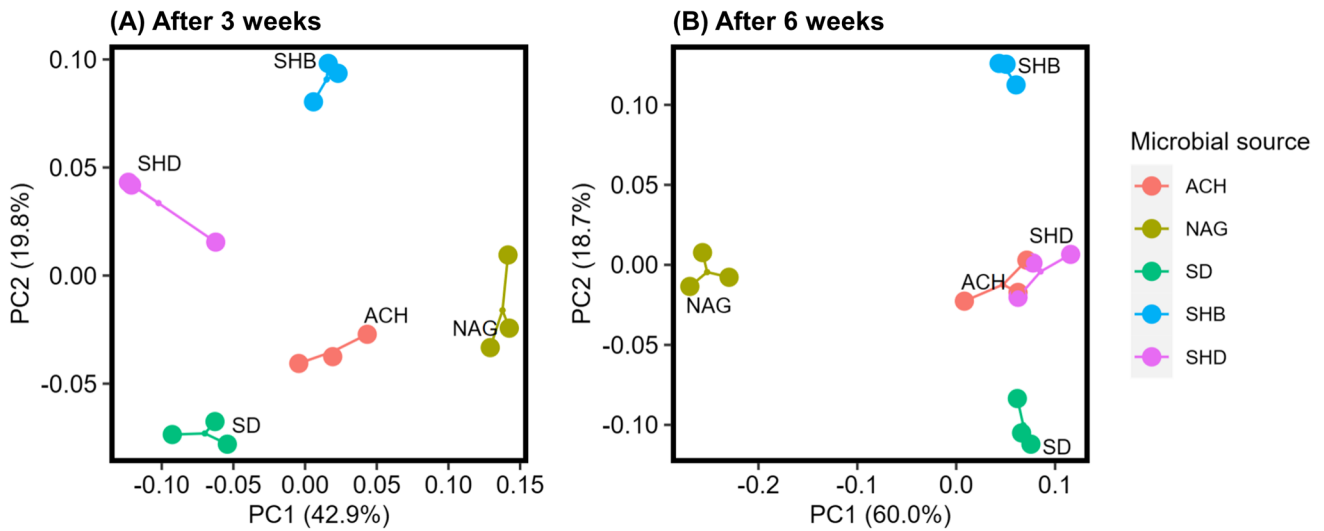 (A) After 3 weeks
(B) After 6 weeks
PC2 (19.8%)
0.10
0.05
0.00
-0.05
SHB
SHD
ACH
NAG
SD
-0.10
-0.05
0.00
0.05
0.10
0.15
PC1 (42.9%)
PC2 (18.7%)
0.10
0.05
0.00
-0.05
-0.10
SHB
SHD
ACH
NAG
SD
-0.2
-0.1
0.0
0.1
PC1 (60.0%)
Microbial source
ACH
NAG
SD
SHB
SHD